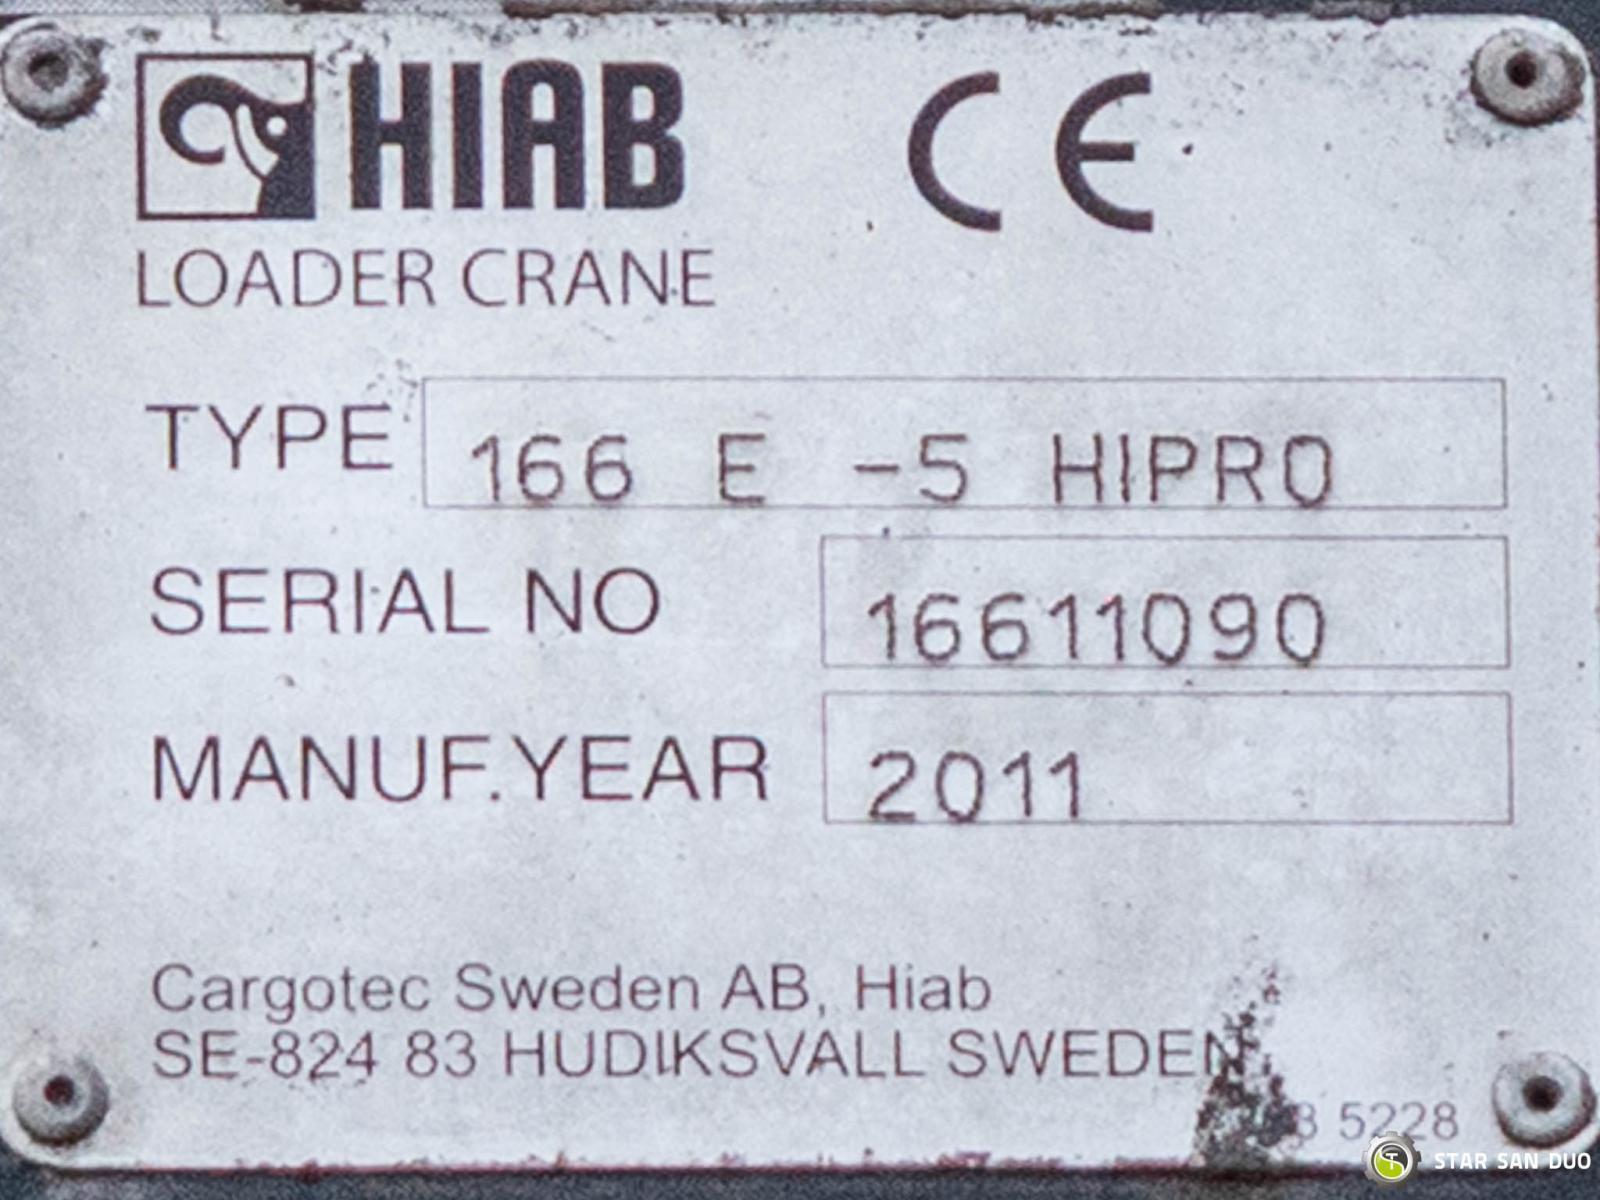 HIAB CE
LOADER CRANE
TYPE 166 E -5 HIPRO
SERIAL NO 16611090
MANUF.YEAR 2011
Cargotec Sweden AB, Hiab
SE-824 83 HUDIKSVALL SWEDEN
5228
STAR SAN DUO